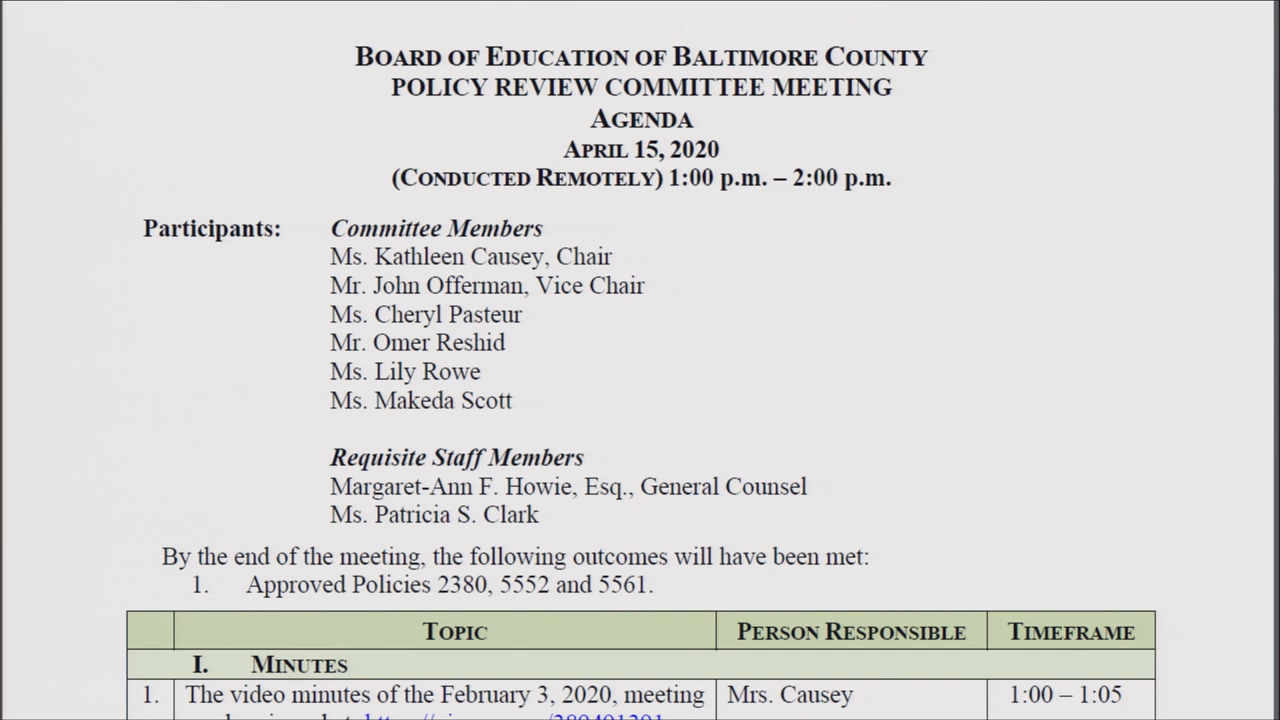 BOARD OF EDUCATION OF BALTIMORE COUNTY
POLICY REVIEW COMMITTEE MEETING
AGENDA
APRIL 15, 2020
(CONDUCTED REMOTELY) 1:00 p.m. – 2:00 p.m.
Participants: Committee Members
Ms. Kathleen Causey, Chair
Mr. John Offerman, Vice Chair
Ms. Cheryl Pasteur
Mr. Omer Reshid
Ms. Lily Rowe
Ms. Makeda Scott
Requisite Staff Members
Margaret-Ann F. Howie, Esq., General Counsel
Ms. Patricia S. Clark
By the end of the meeting, the following outcomes will have been met:
1. Approved Policies 2380, 5552 and 5561.
TOPIC PERSON RESPONSIBLE TIMEFRAME
I. MINUTES
1. The video minutes of the February 3, 2020, meeting Mrs. Causey 1:00 – 1:05